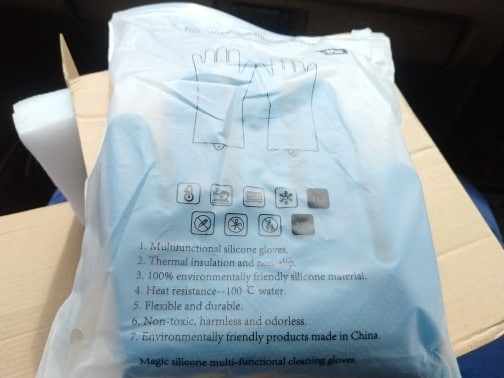 1. Multifunctional silicone gloves.
2. Thermal insulation and non-slip.
3. 100% environmentally friendly silicone material.
4. Heat resistance--100 ℃ water.
5. Flexible and durable.
6. Non-toxic, harmless and odorless.
7. Environmentally friendly products made in China.
Magic silicone multi-functional cleaning gloves.